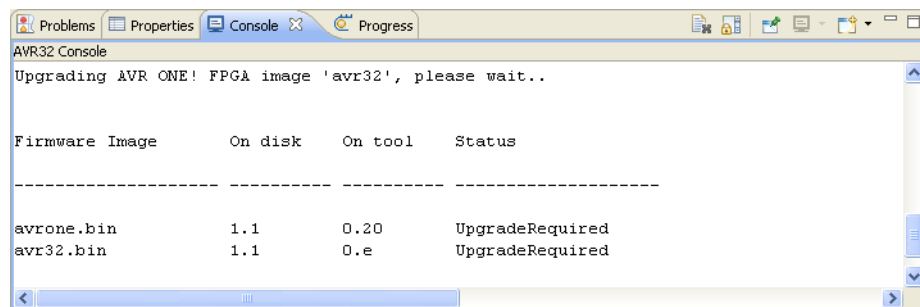 Problems Properties Console Progress
AVR32 Console
Upgrading AVR ONE! FPGA image 'avr32', please wait..
Firmware Image On disk On tool Status
-------------------- ---------- ---------- --------------------
avrone.bin 1.1 0.20 UpgradeRequired
avr32.bin 1.1 0.e UpgradeRequired